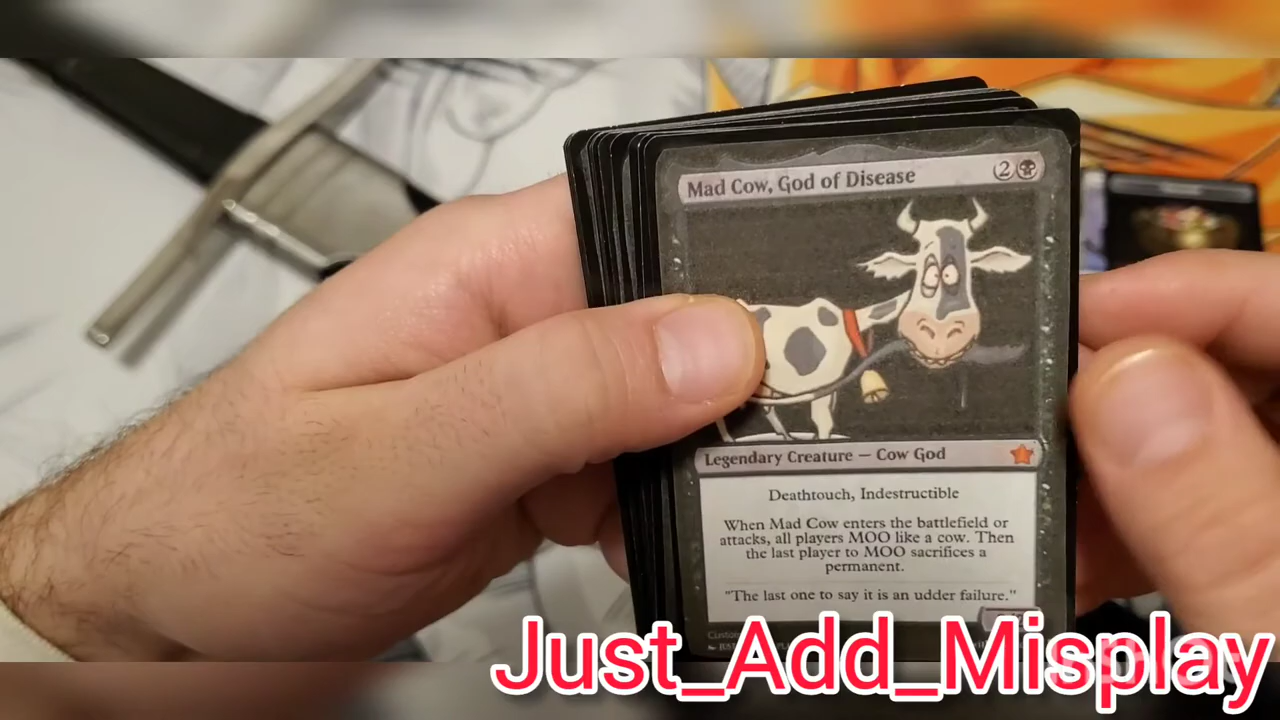 Mad Cow, God of Disease 2
Legendary Creature — Cow God
Deathtouch, Indestructible
When Mad Cow enters the battlefield or
attacks, all players MOO like a cow. Then
the last player to MOO sacrifices a
permanent.
"The last one to say it is an udder failure."
Just_Add_Misplay